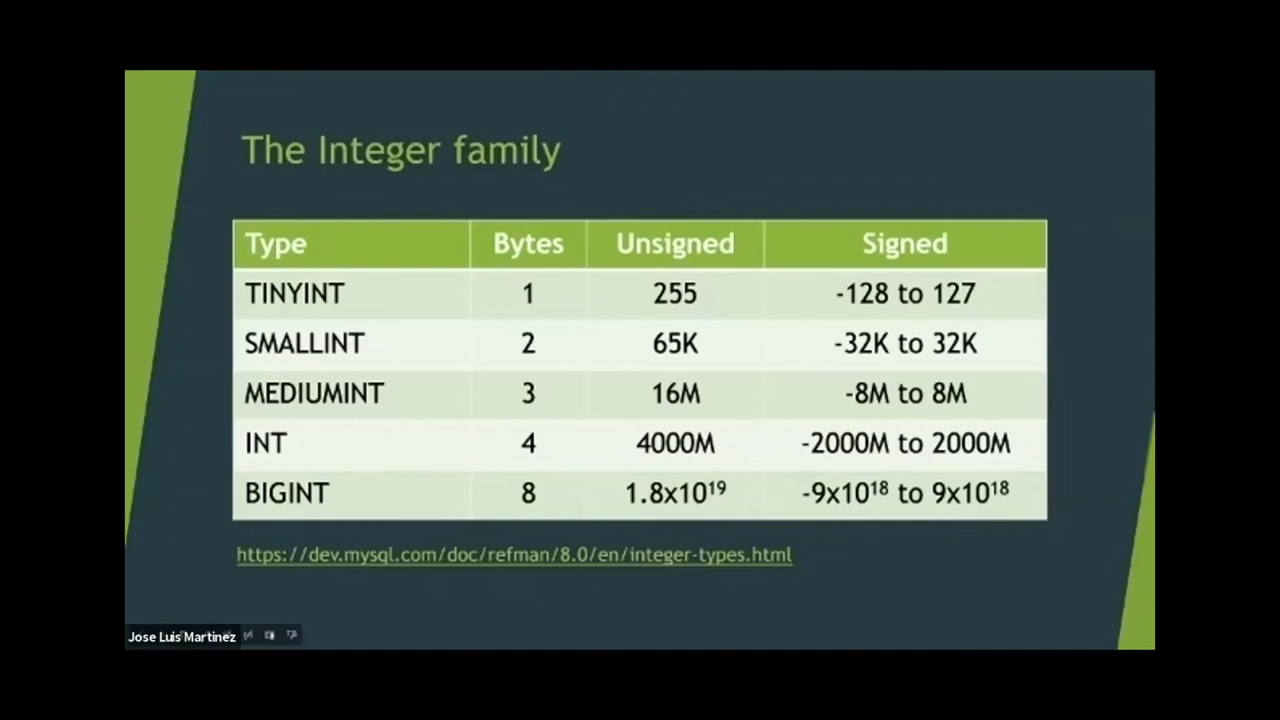 The Integer family
Type Bytes Unsigned Signed
TINYINT 1 255 -128 to 127
SMALLINT 2 65K -32K to 32K
MEDIUMINT 3 16M -8M to 8M
INT 4 4000M -2000M to 2000M
BIGINT 8 1.8x10¹⁹ -9x10¹⁸ to 9x10¹⁸
https://dev.mysql.com/doc/refman/8.0/en/integer-types.html
Jose Luis Martinez